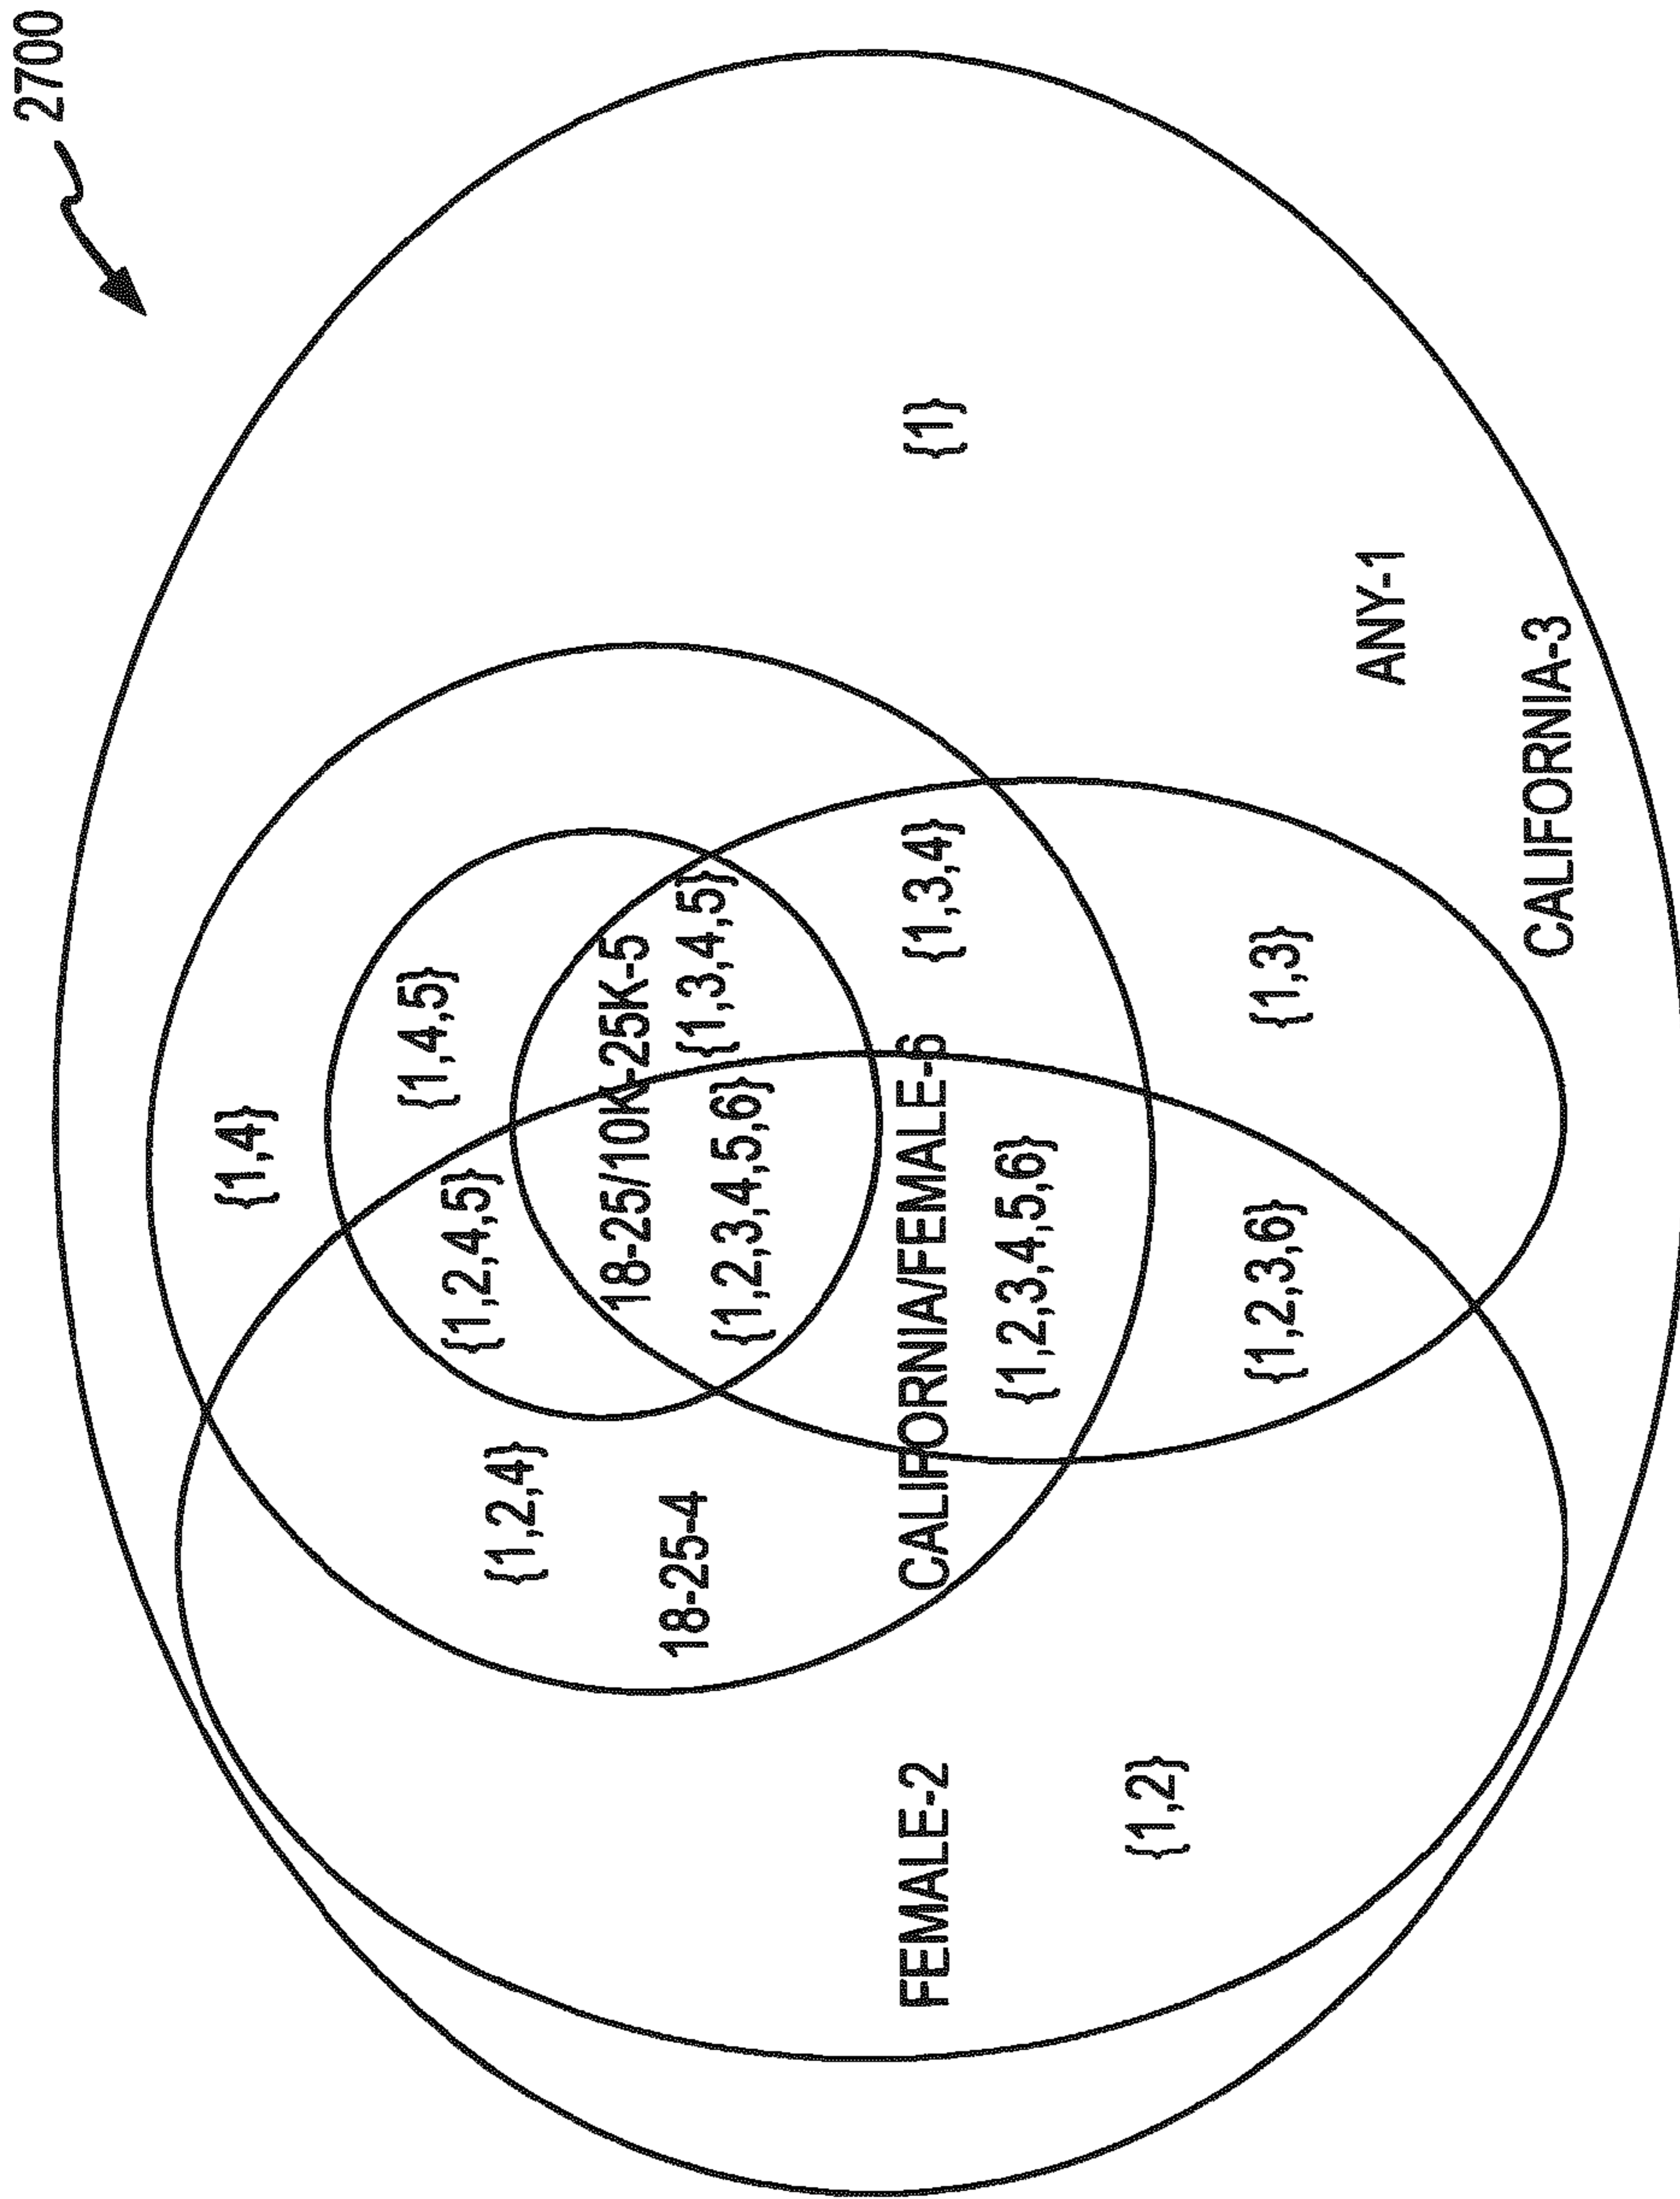 2700
{1,4}
{1,4,5}
{1,2,4,5}
{1,2,4}
18-25/10K-25K-5
{1,3,4,5}
18-25-4
{1,2,3,4,5,6}
FEMALE-2
CALIFORNIA/FEMALE-6
{1,3,4}
{1}
{1,2,3,4,5,6}
{1,2}
{1,2,3,6}
{1,3}
ANY-1
CALIFORNIA-3